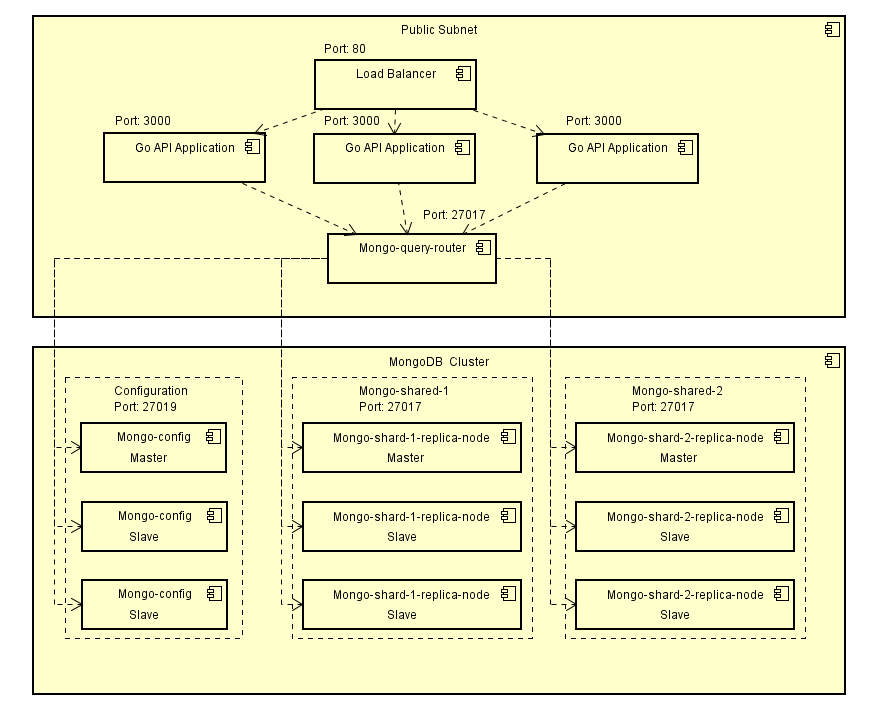 Public Subnet
Port: 80
Load Balancer
Port: 3000
Port: 3000
Port: 3000
Go API Application
Go API Application
Go API Application
Port: 27017
Mongo-query-router
MongoDB Cluster
Configuration
Port: 27019
Mongo-config
Master
Mongo-config
Slave
Mongo-config
Slave
Mongo-shared-1
Port: 27017
Mongo-shard-1-replica-node
Master
Mongo-shard-1-replica-node
Slave
Mongo-shard-1-replica-node
Slave
Mongo-shared-2
Port: 27017
Mongo-shard-2-replica-node
Master
Mongo-shard-2-replica-node
Slave
Mongo-shard-2-replica-node
Slave